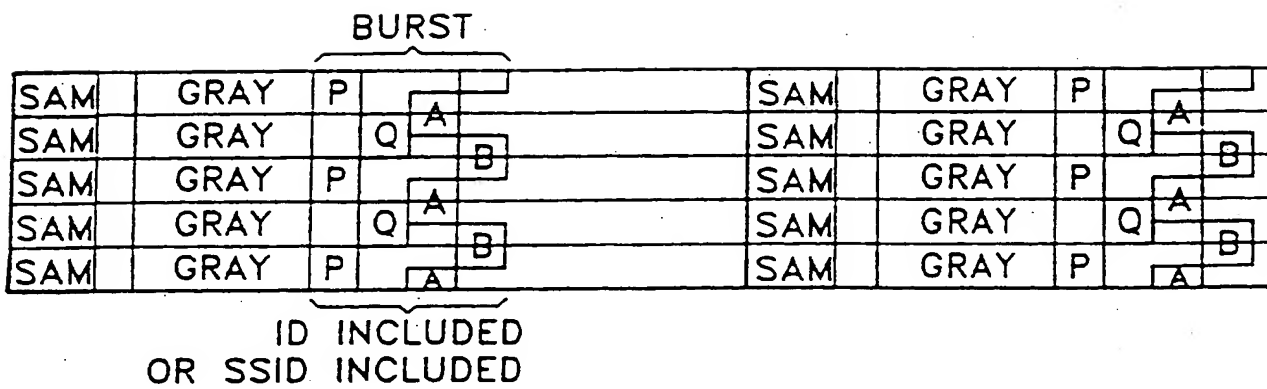 BURST
SAM GRAY P SAM GRAY P
A A
SAM GRAY Q SAM GRAY Q
B B
SAM GRAY P SAM GRAY P
A A
SAM GRAY Q SAM GRAY Q
B B
SAM GRAY P A SAM GRAY P A
ID INCLUDED
OR SSID INCLUDED